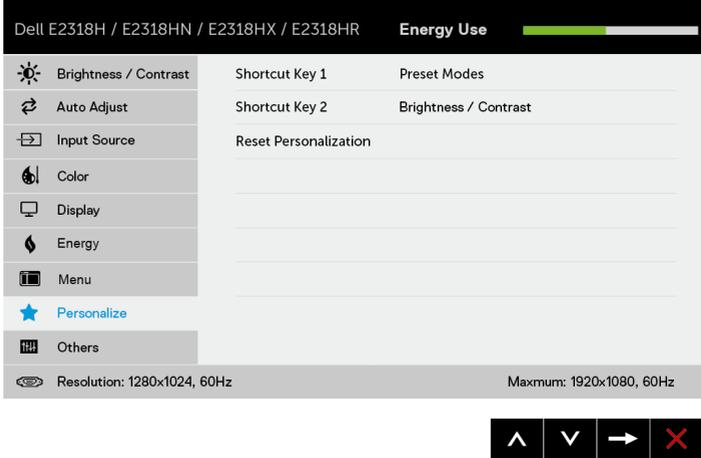 Dell E2318H / E2318HN / E2318HX / E2318HR Energy Use
Brightness / Contrast Shortcut Key 1 Preset Modes
Auto Adjust Shortcut Key 2 Brightness / Contrast
Input Source Reset Personalization
Color
Display
Energy
Menu
Personalize
Others
Resolution: 1280x1024, 60Hz Maxmum: 1920x1080, 60Hz